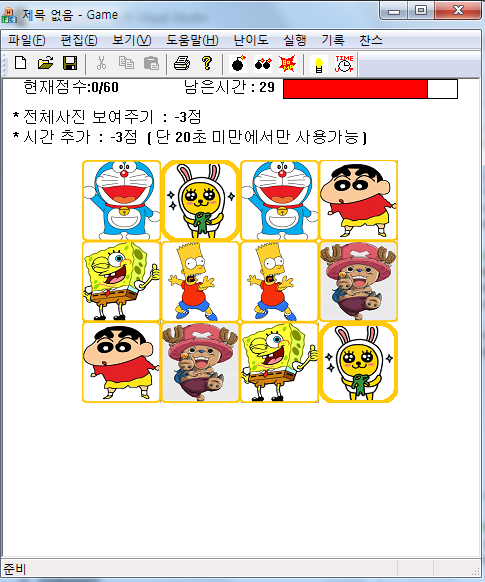 제목 없음 - Game
파일(F) 편집(E) 보기(V) 도움말(H) 난이도 실행 기록 찬스
TIME
현재점수:0/60 남은시간 : 29
* 전체사진 보여주기 : -3점
* 시간 추가 : -3점 ( 단 20초 미만에서만 사용가능 )
준비